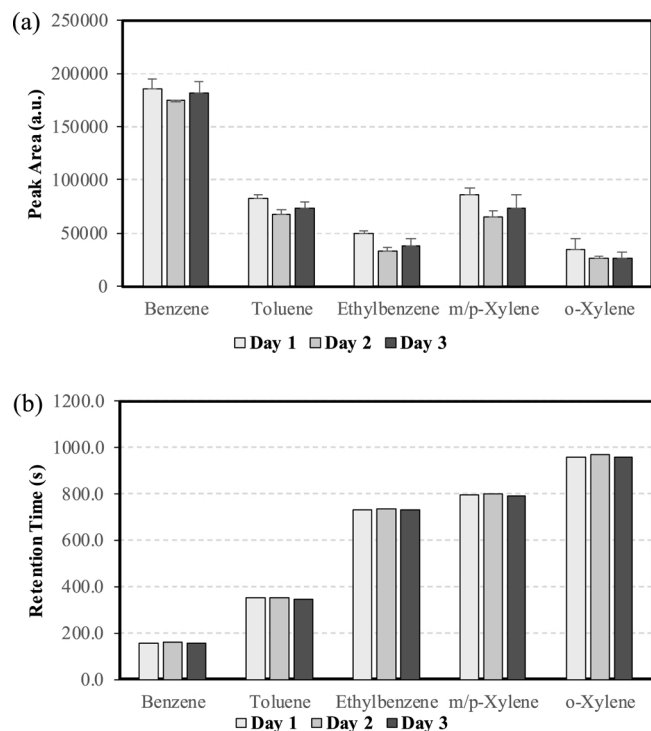 (a)
Peak Area (a.u.)
250000
200000
150000
100000
50000
0
Benzene Toluene Ethylbenzene m/p-Xylene o-Xylene
Day 1 Day 2 Day 3
(b)
Retention Time (s)
1200.0
1000.0
800.0
600.0
400.0
200.0
0.0
Benzene Toluene Ethylbenzene m/p-Xylene o-Xylene
Day 1 Day 2 Day 3